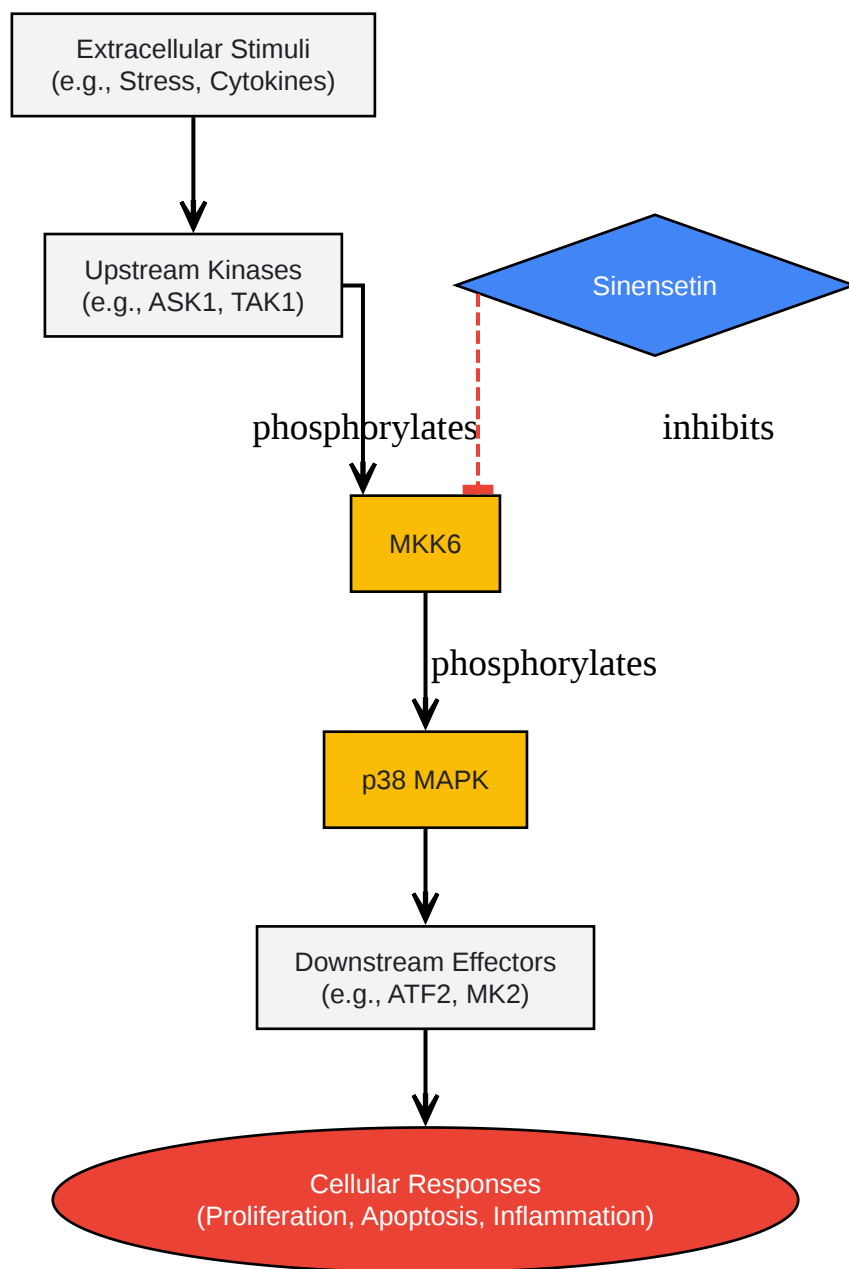 Extracellular Stimuli
(e.g., Stress, Cytokines)
Upstream Kinases
(e.g., ASK1, TAK1)
Sinensetin
phosphorylates
inhibits
MKK6
phosphorylates
p38 MAPK
Downstream Effectors
(e.g., ATF2, MK2)
Cellular Responses
(Proliferation, Apoptosis, Inflammation)